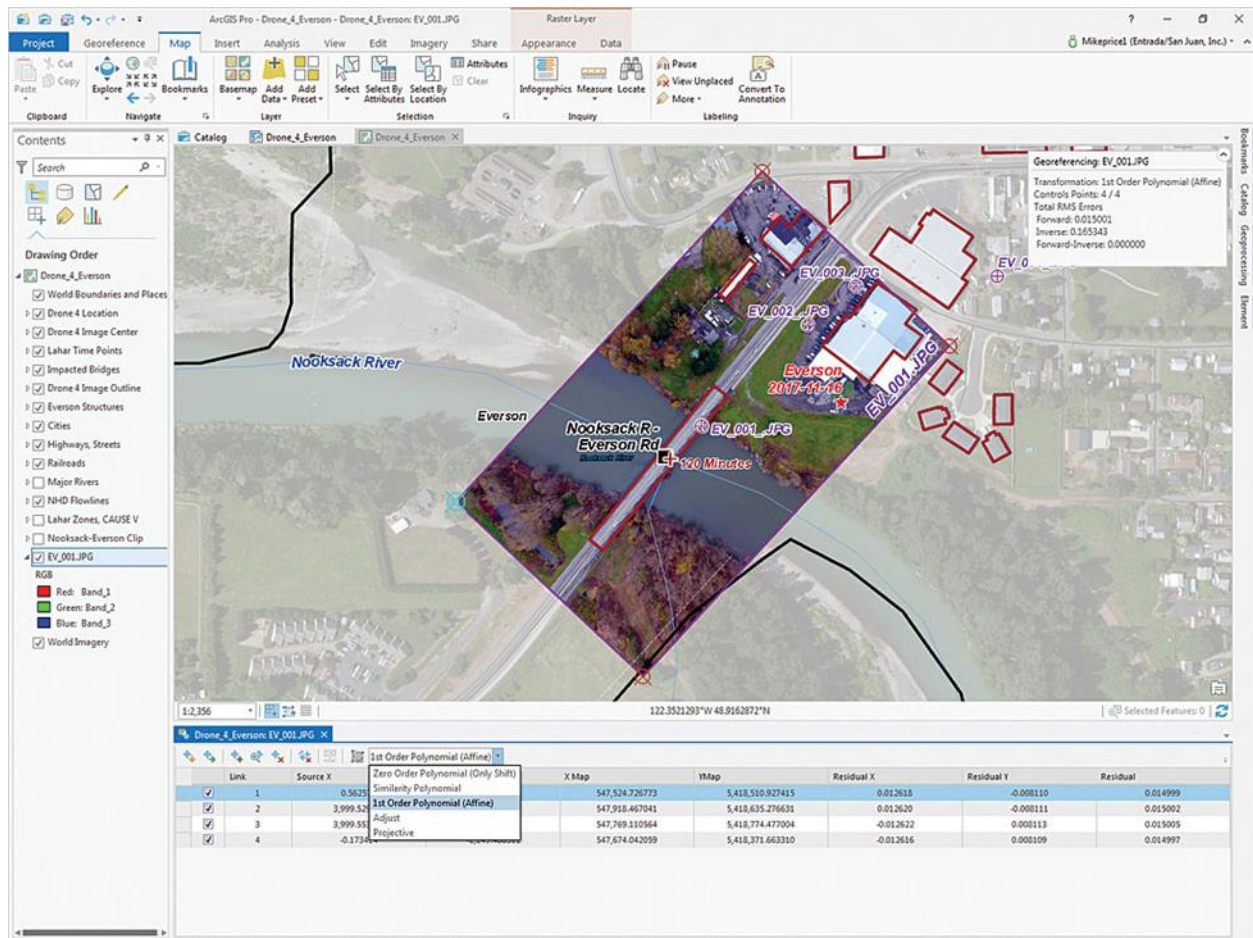 ArcGIS Pro - Drone_4_Everson - Drone_4_Everson: EV_001.JPG
Raster Layer
?
Project Georeference Map Insert Analysis View Edit Imagery Share Appearance Data
Mikeprice1 (Entrada/San Juan, Inc.)
Paste
Cut
Copy
Explore
Bookmarks
Basemap
Add Data
Add Preset
Select
Select By Attributes
Select By Location
Attributes
Clear
Infographics
Measure
Locate
Pause
View Unplaced
More
Convert To Annotation
Clipboard Navigate Layer Selection Inquiry Labeling
Contents
Search
Drawing Order
Drone_4_Everson
World Boundaries and Places
Drone 4 Location
Drone 4 Image Center
Lahar Time Points
Impacted Bridges
Drone 4 Image Outline
Everson Structures
Cities
Highways, Streets
Railroads
Major Rivers
NHD Flowlines
Lahar Zones, CAUSE V
Nooksack-Everson Clip
EV_001.JPG
RGB
Red: Band_1
Green: Band_2
Blue: Band_3
World Imagery
Catalog Drone_4_Everson Drone_4_Everson
Georeferencing: EV_001.JPG
Transformation: 1st Order Polynomial (Affine)
Controls Points: 4 / 4
Total RMS Errors
Forward: 0.015001
Inverse: 0.165343
Forward-Inverse: 0.000000
EV_003_.JPG
EV_002_.JPG
Nooksack River
Everson
2017-11-16
EV_001_.JPG
Everson
Nooksack R -
Everson Rd
Nooksack River
EV_001_.JPG
120 Minutes
Bookmarks
Catalog
Geoprocessing
Element
1:2,356
122.3521293°W 48.9162872°N
Selected Features: 0
Drone_4_Everson: EV_001.JPG
1st Order Polynomial (Affine)
Zero Order Polynomial (Only Shift)
Similarity Polynomial
1st Order Polynomial (Affine)
Adjust
Projective
Link Source X X Map YMap Residual X Residual Y Residual
1 547,524.726773 5,418,510.927415 0.012618 -0.008110 0.014999
2 547,918.467041 5,418,635.276631 0.012620 -0.008111 0.015002
3 547,769.110564 5,418,774.477004 -0.012622 0.008113 0.015005
4 547,674.042059 5,418,371.663310 -0.012616 0.008109 0.014997